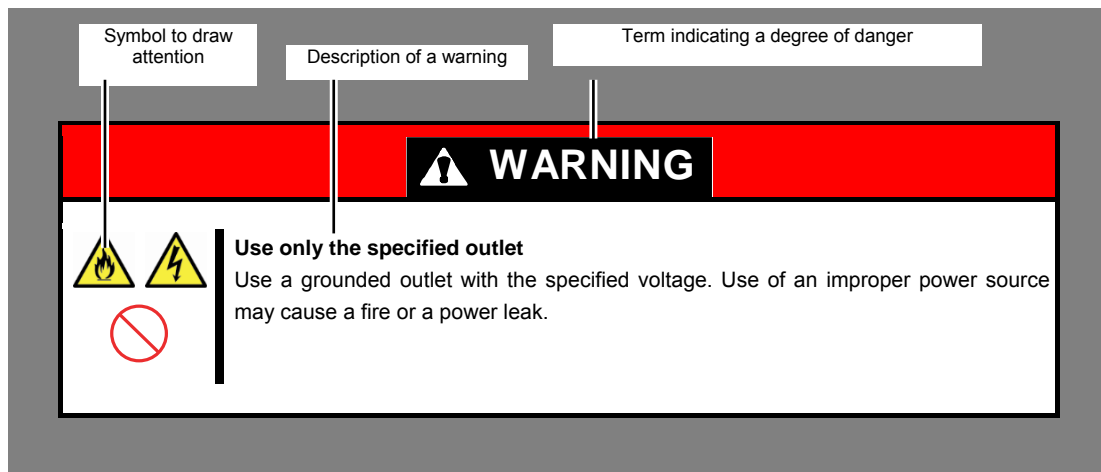 Symbol to draw
attention
Description of a warning
Term indicating a degree of danger
WARNING
Use only the specified outlet
Use a grounded outlet with the specified voltage. Use of an improper power source
may cause a fire or a power leak.